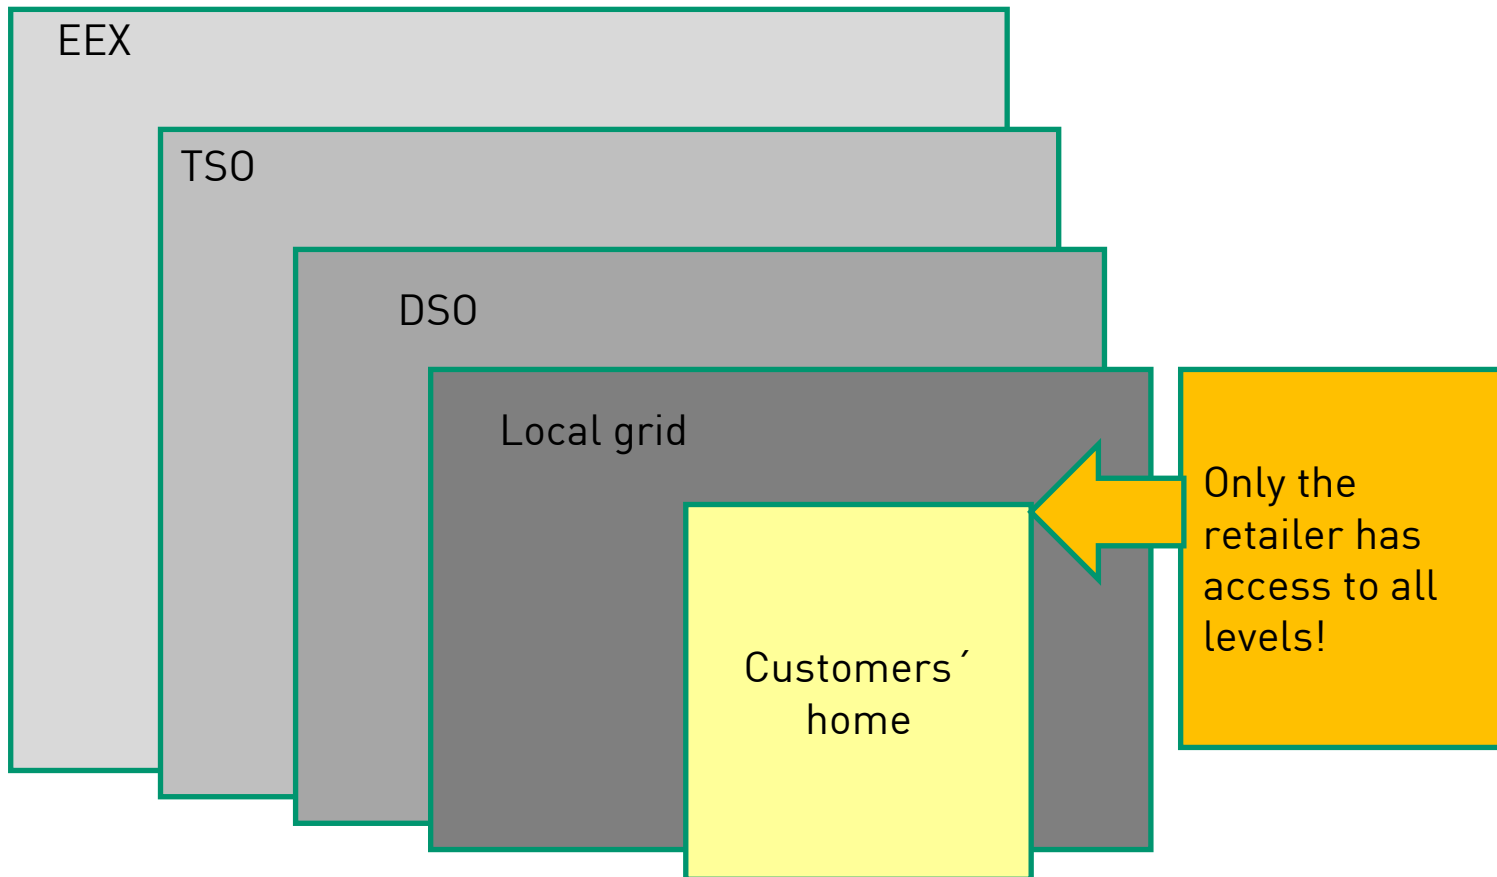 EEX
TSO
DSO
Local grid
Only the
retailer has
access to all
levels!
Customers´
home